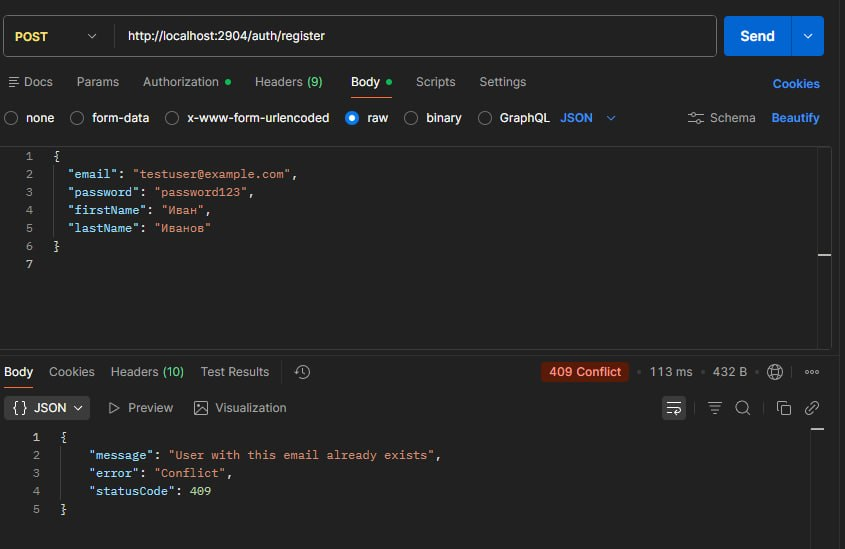 POST http://localhost:2904/auth/register Send
Docs Params Authorization Headers (9) Body Scripts Settings Cookies
none form-data x-www-form-urlencoded raw binary GraphQL JSON Schema Beautify
1 {
2 "email": "testuser@example.com",
3 "password": "password123",
4 "firstName": "Иван",
5 "lastName": "Иванов"
6 }
7
Body Cookies Headers (10) Test Results 409 Conflict 113 ms 432 B
{} JSON Preview Visualization
1 {
2 "message": "User with this email already exists",
3 "error": "Conflict",
4 "statusCode": 409
5 }